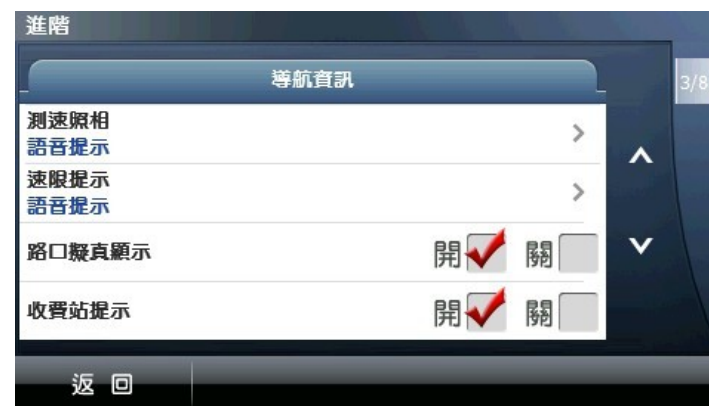 進階
導航資訊
3/8
測速照相
語音提示
速限提示
語音提示
路口擬真顯示 開 關
收費站提示 開 關
返回